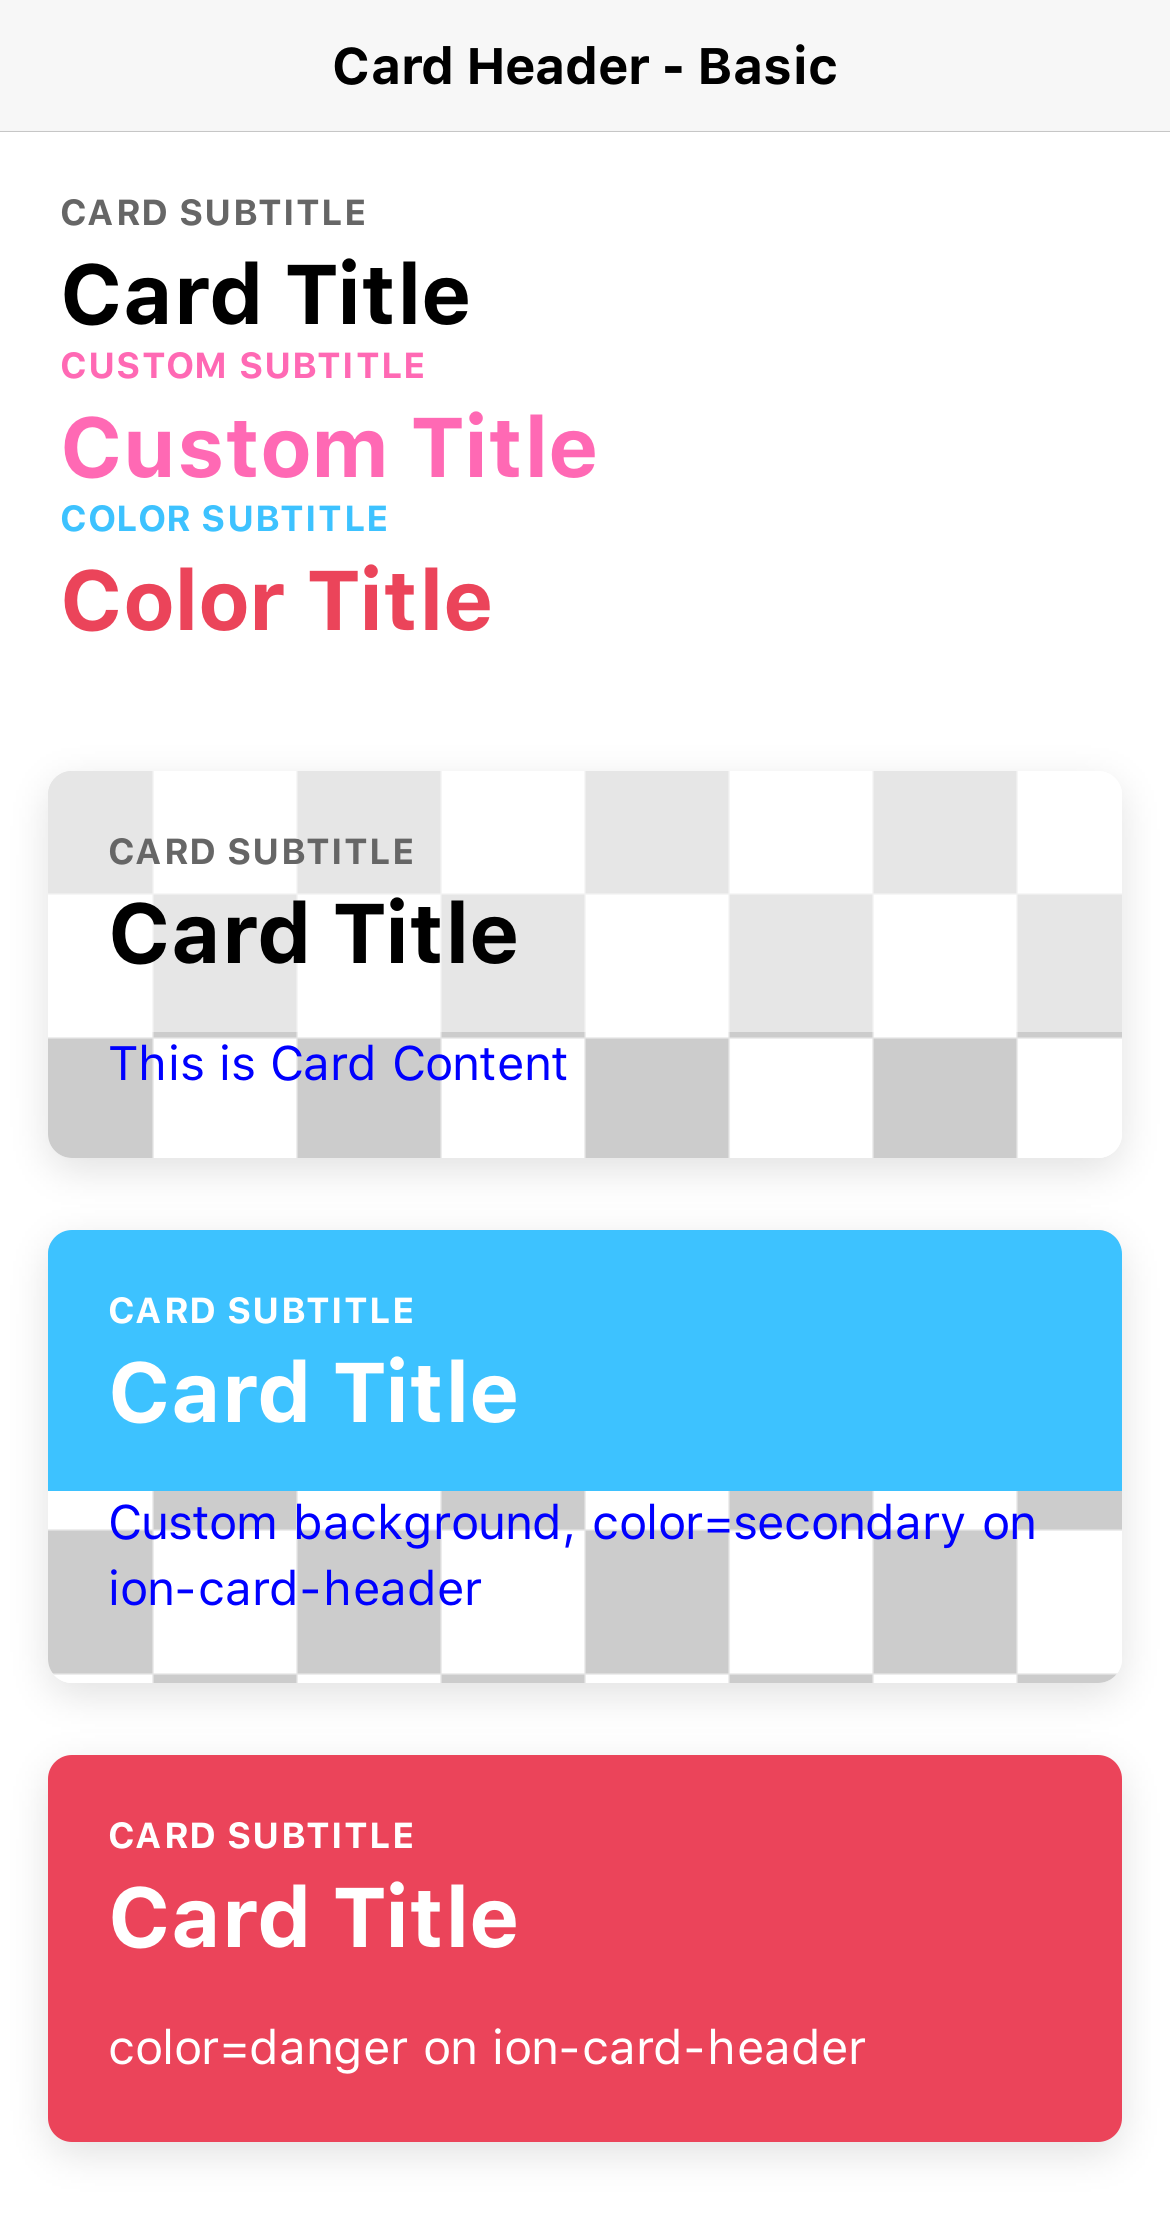 Card Header - Basic
CARD SUBTITLE
Card Title
CUSTOM SUBTITLE
Custom Title
COLOR SUBTITLE
Color Title
CARD SUBTITLE
Card Title
This is Card Content
CARD SUBTITLE
Card Title
Custom background, color=secondary on
ion-card-header
CARD SUBTITLE
Card Title
color=danger on ion-card-header